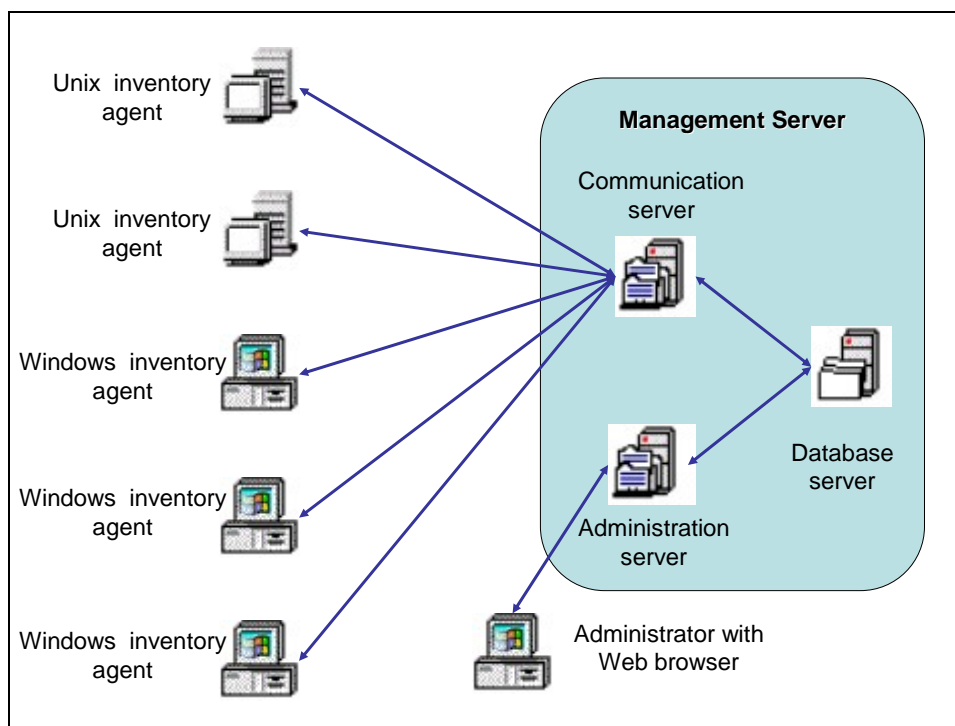 Unix inventory
agent
Unix inventory
agent
Windows inventory
agent
Windows inventory
agent
Windows inventory
agent
Management Server
Communication
server
Database
server
Administration
server
Administrator with
Web browser